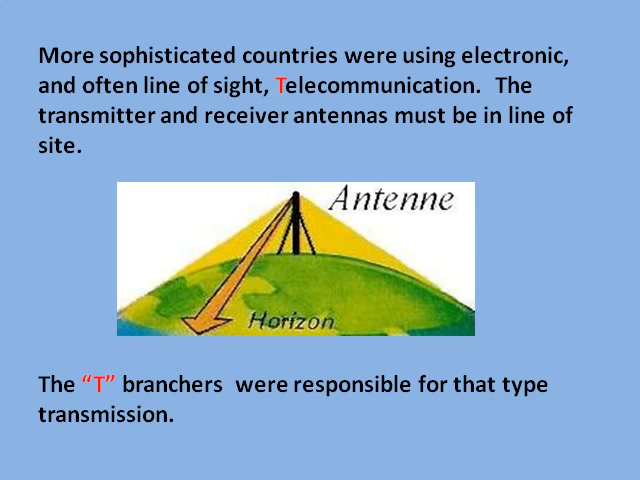 More sophisticated countries were using electronic,
and often line of sight, Telecommunication.  The
transmitter and receiver antennas must be in line of
site.
Antenne
Horizon
The “T” branchers  were responsible for that type
transmission.